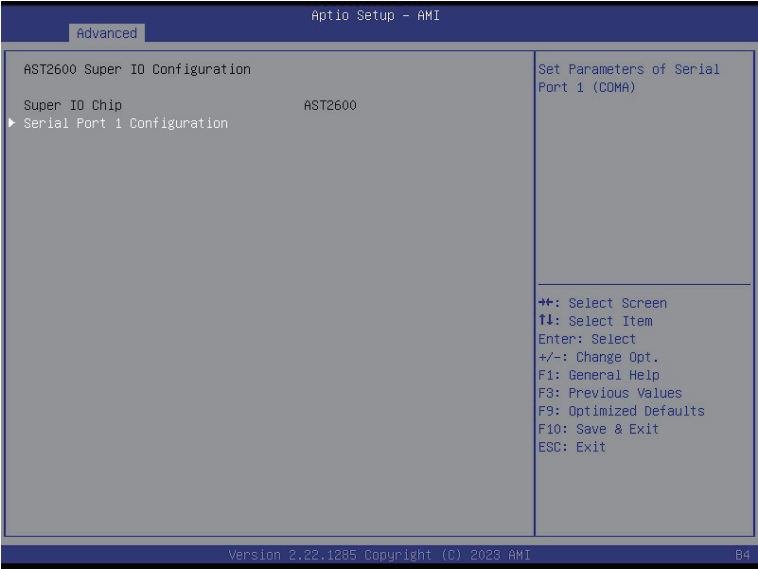 Aptio Setup – AMI
Advanced
AST2600 Super IO Configuration
Super IO Chip AST2600
Serial Port 1 Configuration
Set Parameters of Serial
Port 1 (COMA)
→←: Select Screen
↑↓: Select Item
Enter: Select
+/-: Change Opt.
F1: General Help
F3: Previous Values
F9: Optimized Defaults
F10: Save & Exit
ESC: Exit
Version 2.22.1285 Copyright (C) 2023 AMI
B4